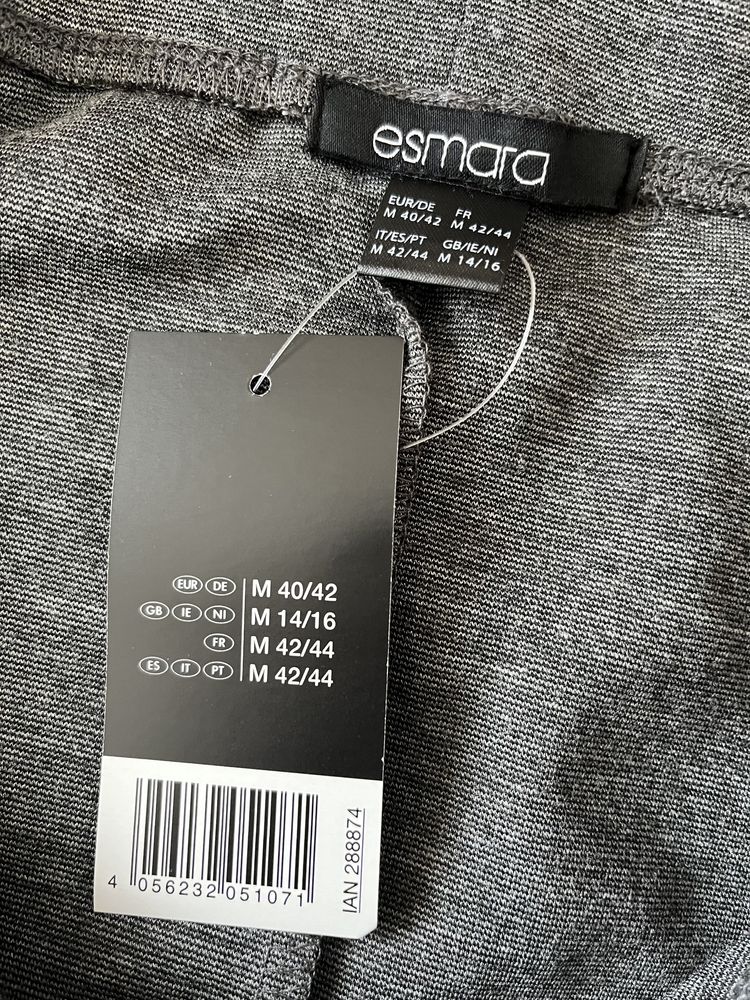 esmara
EUR/DE FR
M 40/42 M 42/44
IT/ES/PT GB/IE/NI
M 42/44 M 14/16
EUR DE M 40/42
GB IE NI M 14/16
FR M 42/44
ES IT PT M 42/44
4 056232 051071
IAN 288874